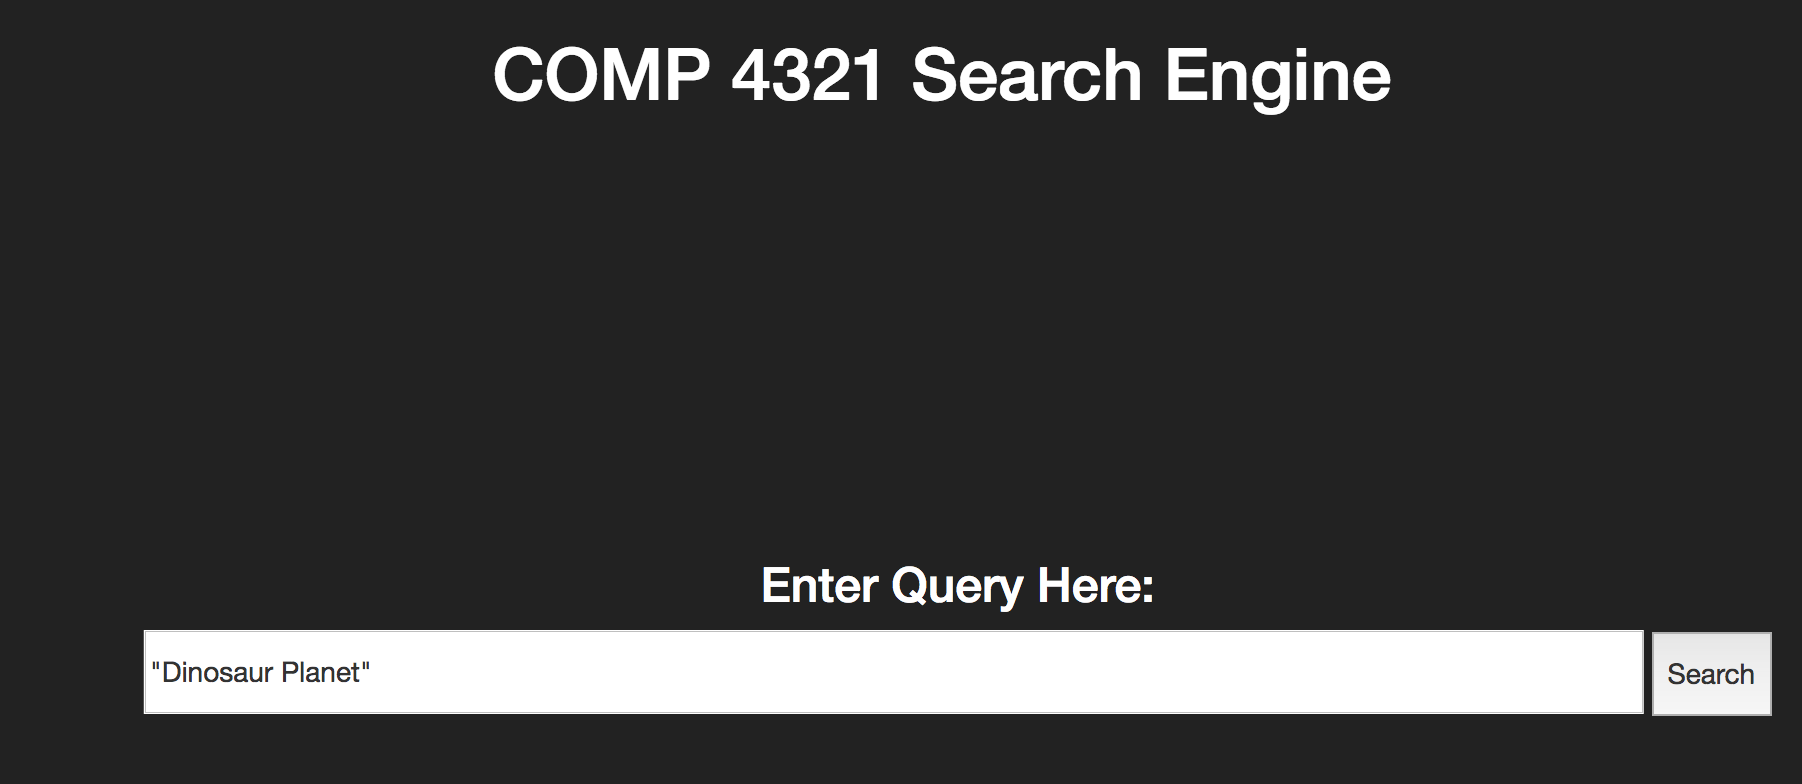 COMP 4321 Search Engine
Enter Query Here:
"Dinosaur Planet"
Search